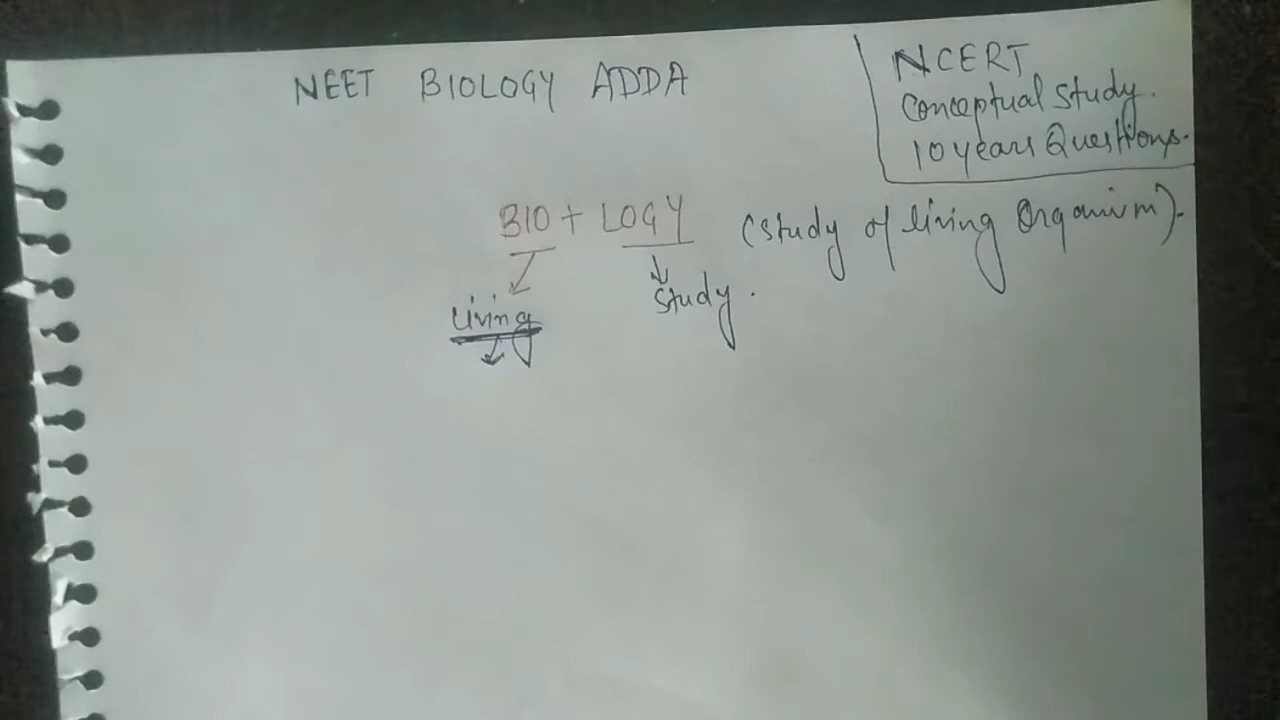 NEET BIOLOGY ADDA
NCERT
Conceptual Study.
10 years Questions.
BIO + LOGY (study of living Organism).
Living
study.